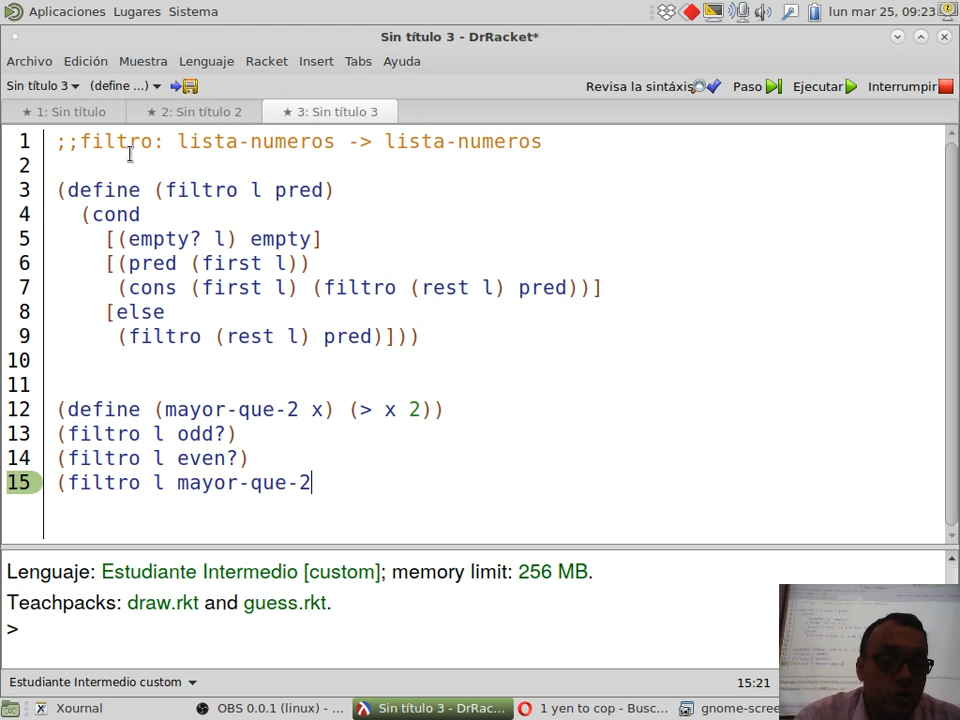 Aplicaciones Lugares Sistema lun mar 25, 09:23
Sin título 3 - DrRacket*
Archivo Edición Muestra Lenguaje Racket Insert Tabs Ayuda
Sin título 3 (define ...) Revisa la sintáxis Paso Ejecutar Interrumpir
★ 1: Sin título ★ 2: Sin título 2 ★ 3: Sin título 3
1 ;;filtro: lista-numeros -> lista-numeros
2
3 (define (filtro l pred)
4 (cond
5 [(empty? l) empty]
6 [(pred (first l))
7 (cons (first l) (filtro (rest l) pred))]
8 [else
9 (filtro (rest l) pred)]))
10
11
12 (define (mayor-que-2 x) (> x 2))
13 (filtro l odd?)
14 (filtro l even?)
15 (filtro l mayor-que-2
Lenguaje: Estudiante Intermedio [custom]; memory limit: 256 MB.
Teachpacks: draw.rkt and guess.rkt.
>
Estudiante Intermedio custom 15:21
Xournal OBS 0.0.1 (linux) - ... Sin título 3 - DrRac... 1 yen to cop - Busc... gnome-scree